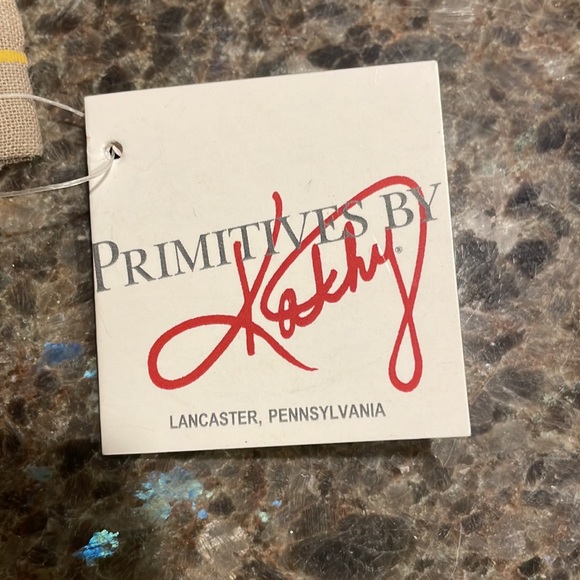 PRIMITIVES BY
Kathy®
LANCASTER, PENNSYLVANIA